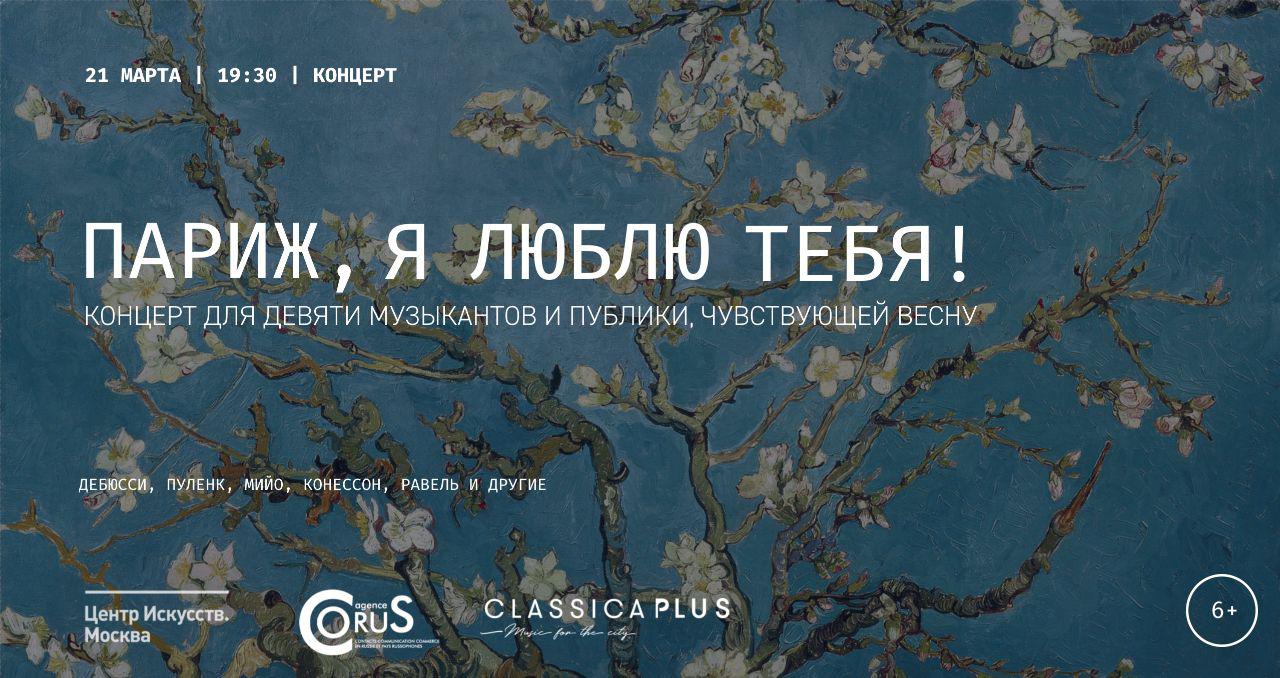 21 МАРТА | 19:30 | КОНЦЕРТ
ПАРИЖ, Я ЛЮБЛЮ ТЕБЯ!
КОНЦЕРТ ДЛЯ ДЕВЯТИ МУЗЫКАНТОВ И ПУБЛИКИ, ЧУВСТВУЮЩЕЙ ВЕСНУ
ДЕБЮССИ, ПУЛЕНК, МИЙО, КОНЕССОН, РАВЕЛЬ И ДРУГИЕ
Центр Искусств.
Москва
agence
CORUS
CONTACTS COMMUNICATION COMMERCE
EN RUSSIE ET PAYS RUSSOPHONES
CLASSICA PLUS
Music for the city
6+